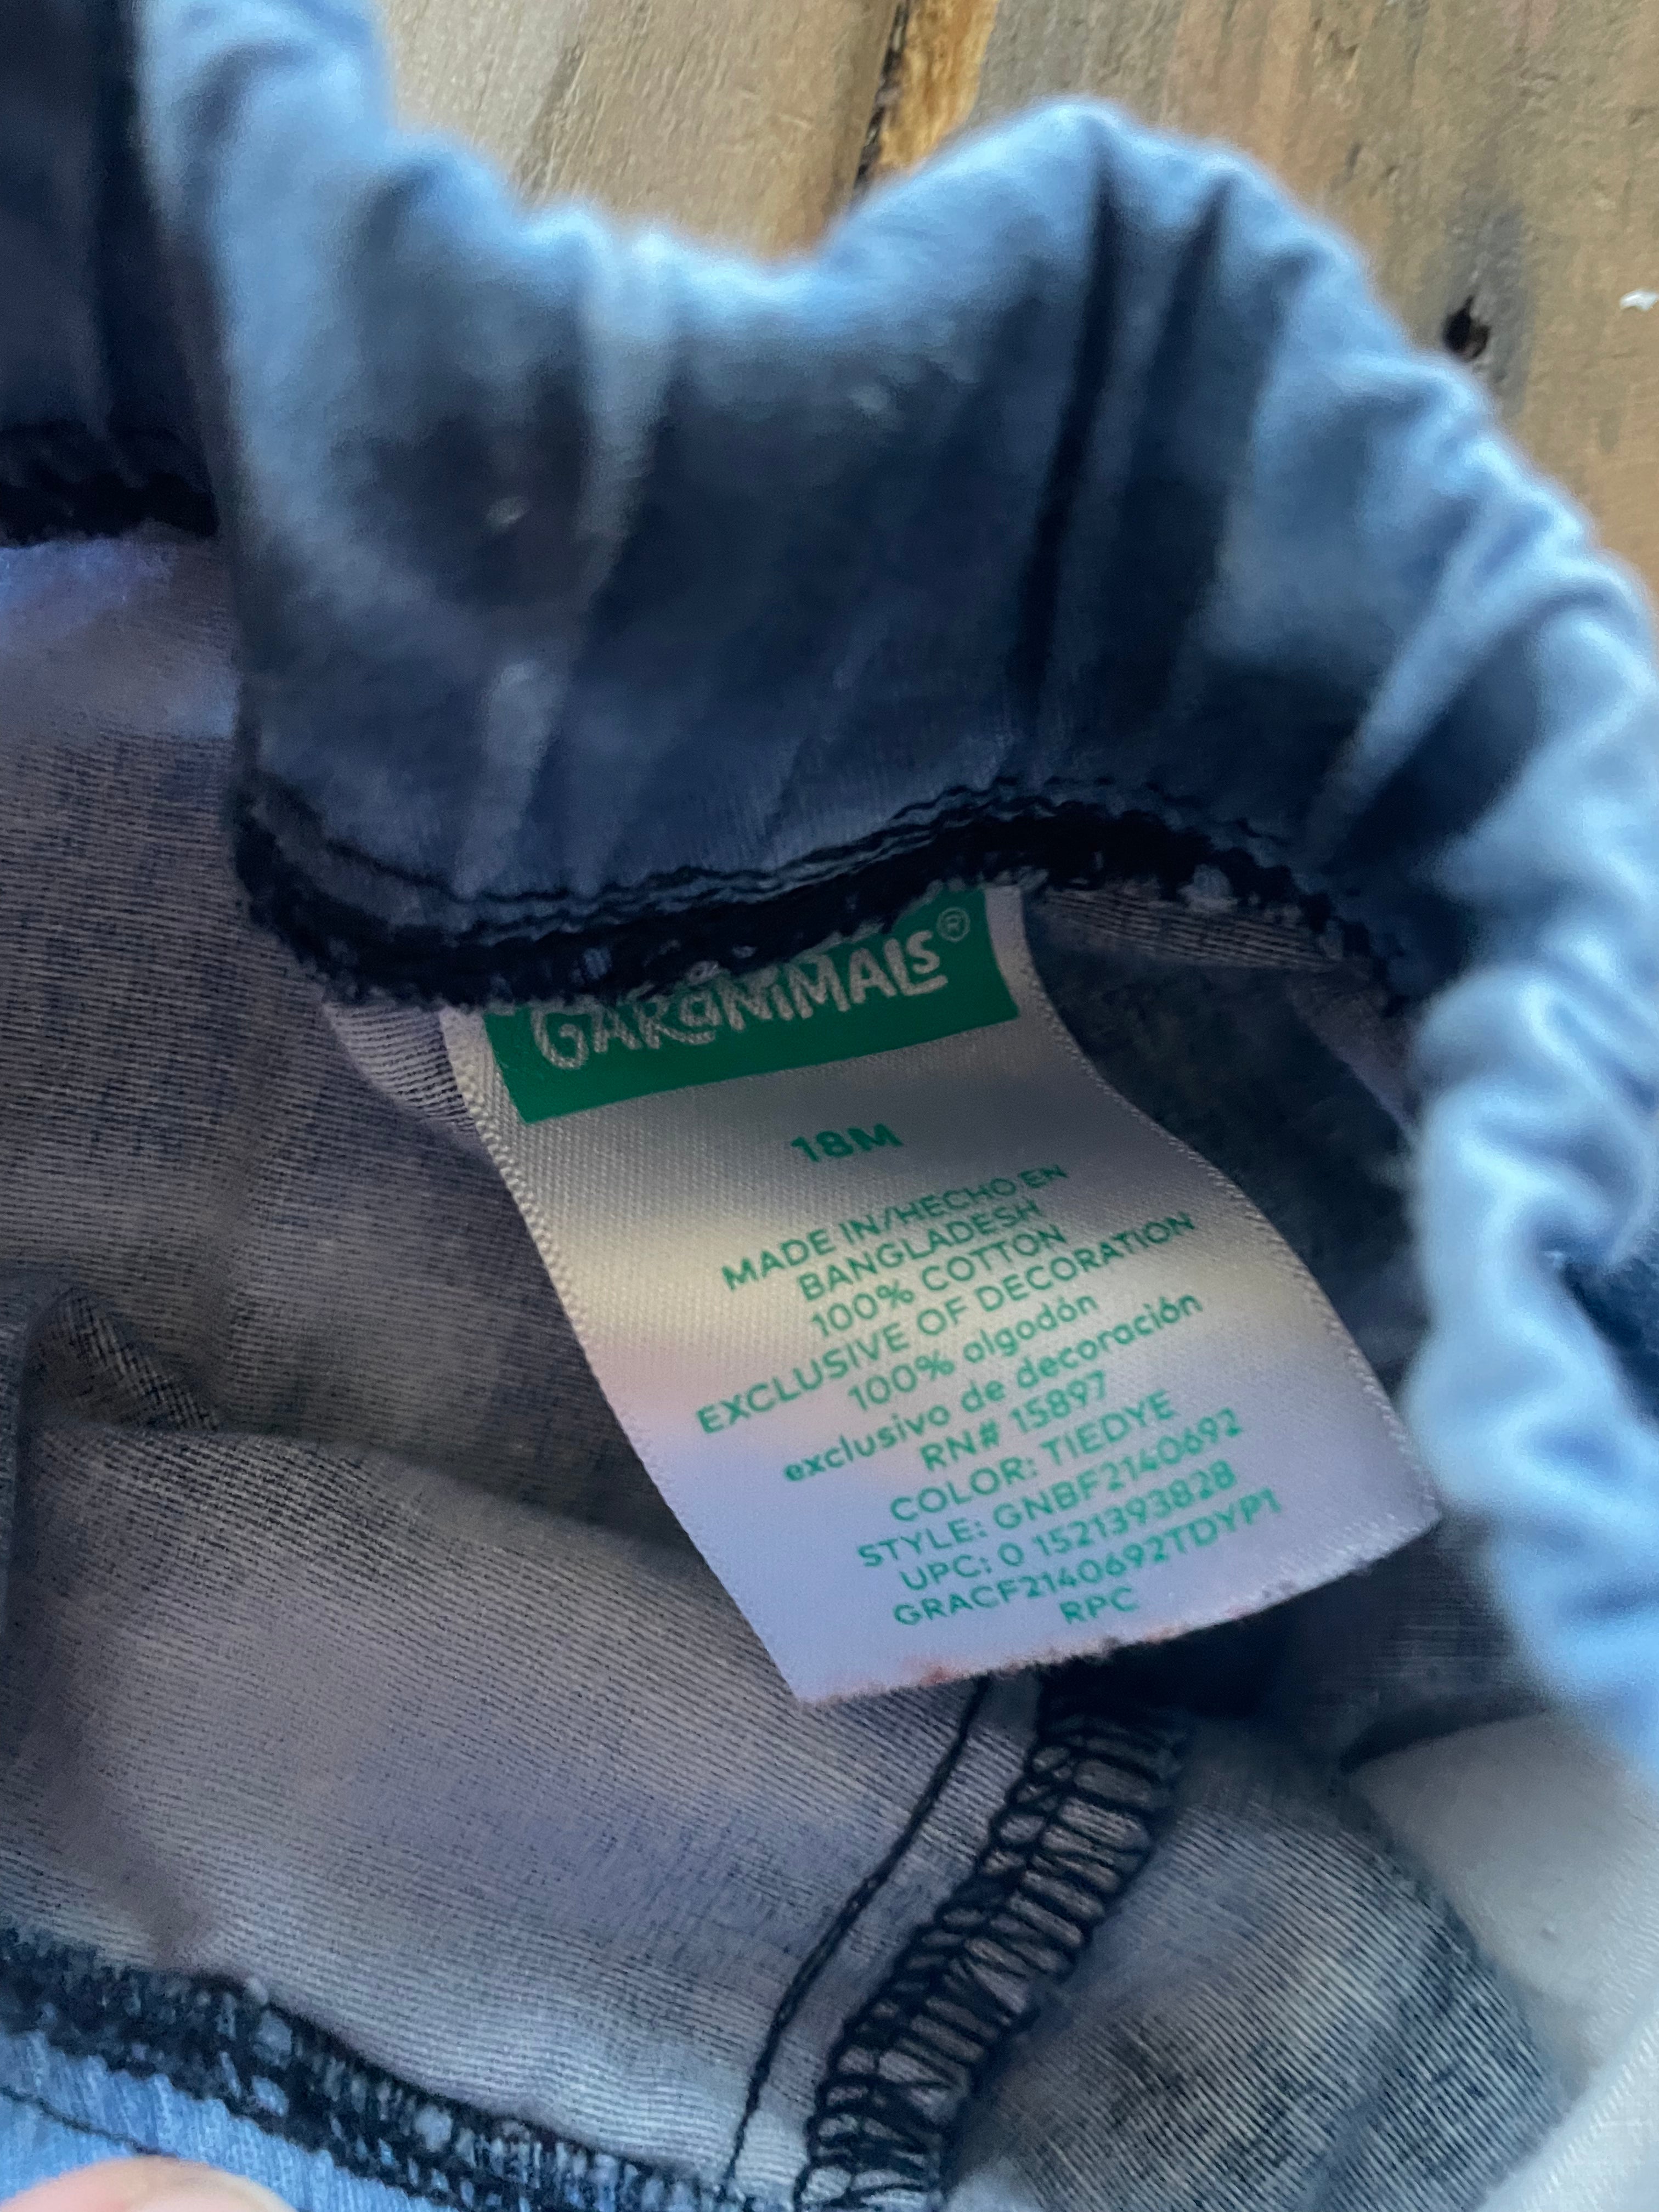 GARANIMALS®
18M
MADE IN/HECHO EN
BANGLADESH
100% COTTON
EXCLUSIVE OF DECORATION
100% algodón
exclusivo de decoración
RN# 15897
COLOR: TIEDYE
STYLE: GNBF2140692
UPC: 0 1521393828
GRACF2140692TDYP1
RPC